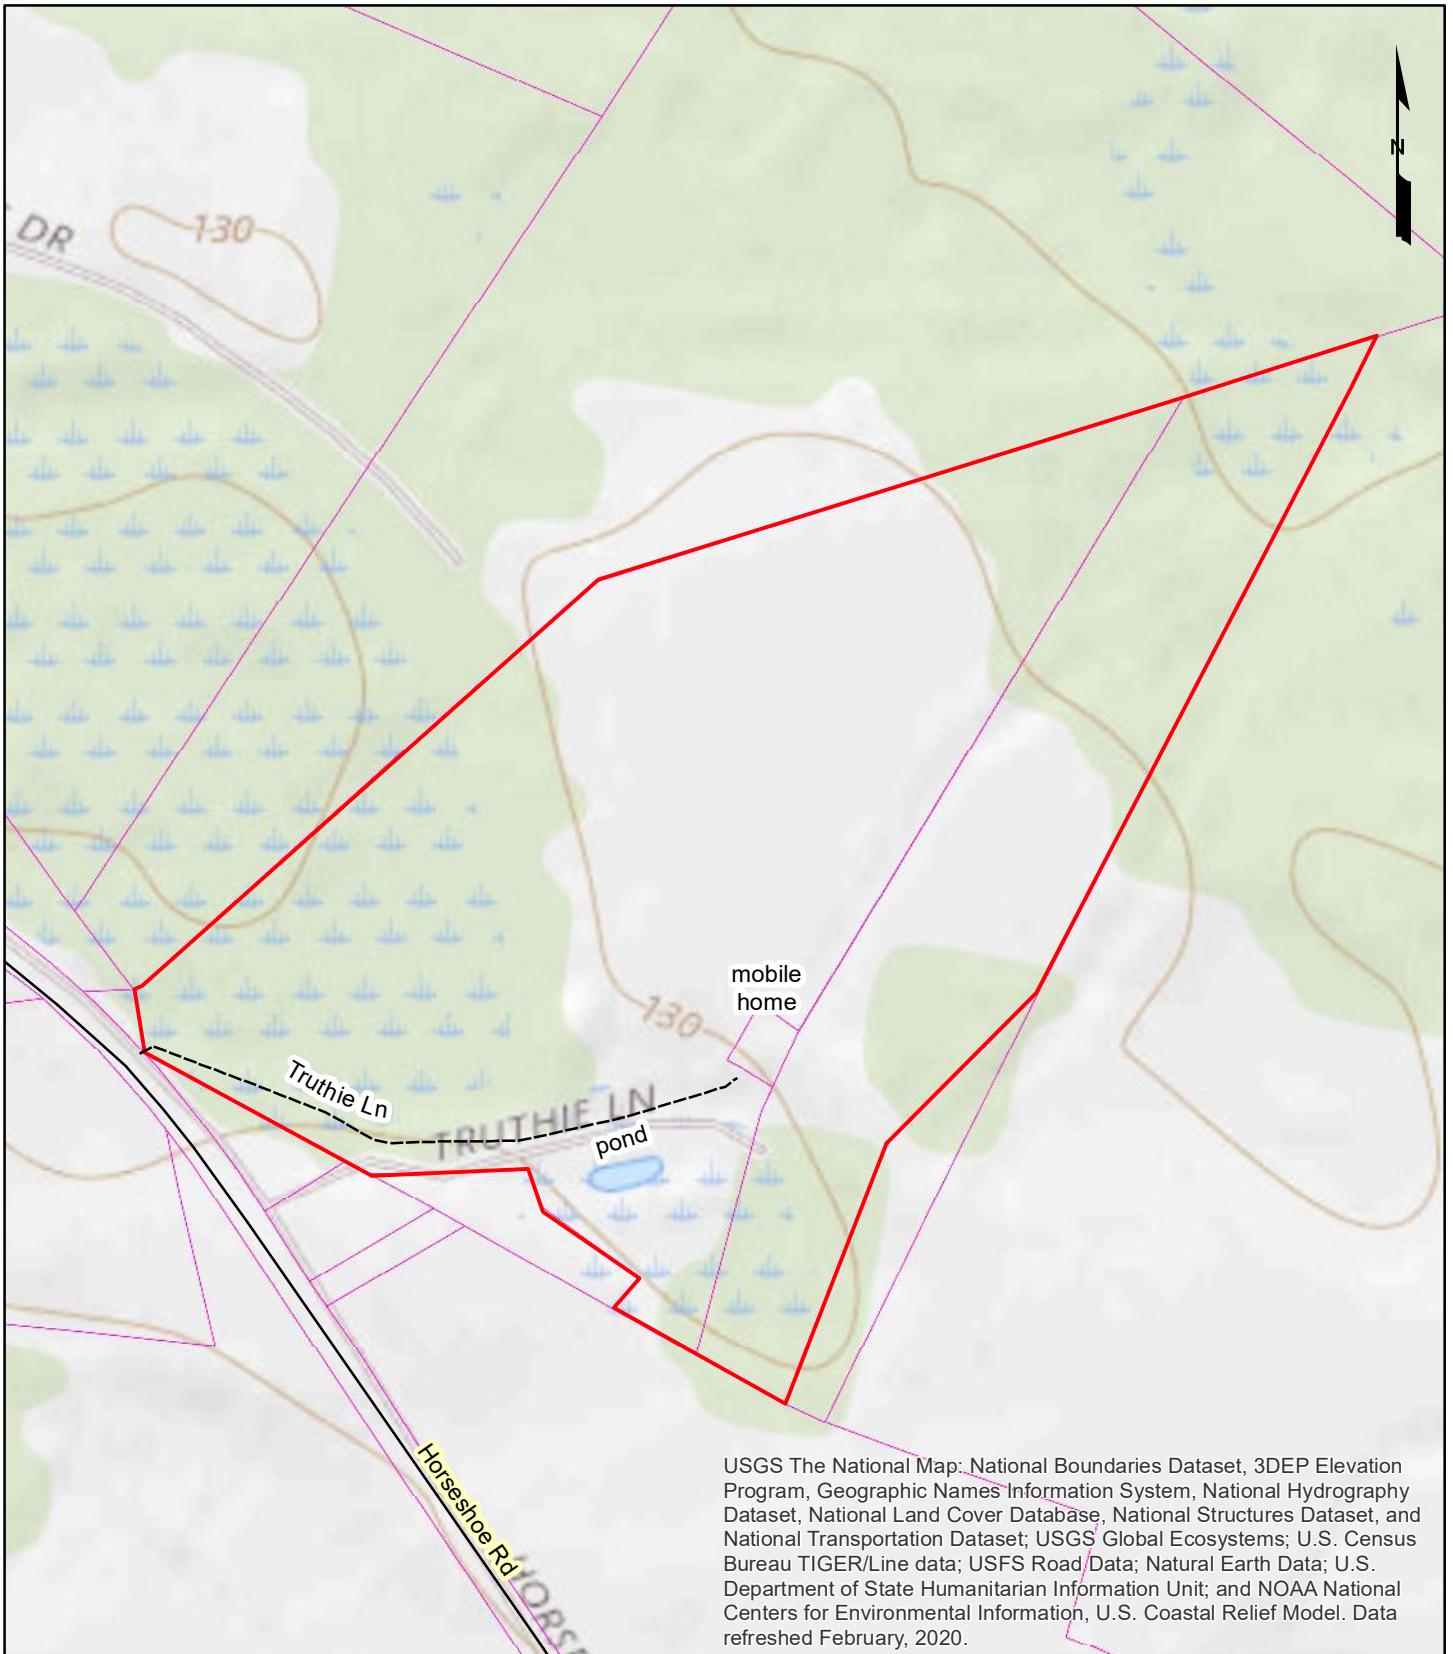 N
DR
130
mobile
home
130
Truthie Ln
TRUTHIE LN
pond
Horseshoe Rd
USGS The National Map: National Boundaries Dataset, 3DEP Elevation
Program, Geographic Names Information System, National Hydrography
Dataset, National Land Cover Database, National Structures Dataset, and
National Transportation Dataset; USGS Global Ecosystems; U.S. Census
Bureau TIGER/Line data; USFS Road Data; Natural Earth Data; U.S.
Department of State Humanitarian Information Unit; and NOAA National
Centers for Environmental Information, U.S. Coastal Relief Model. Data
refreshed February, 2020.